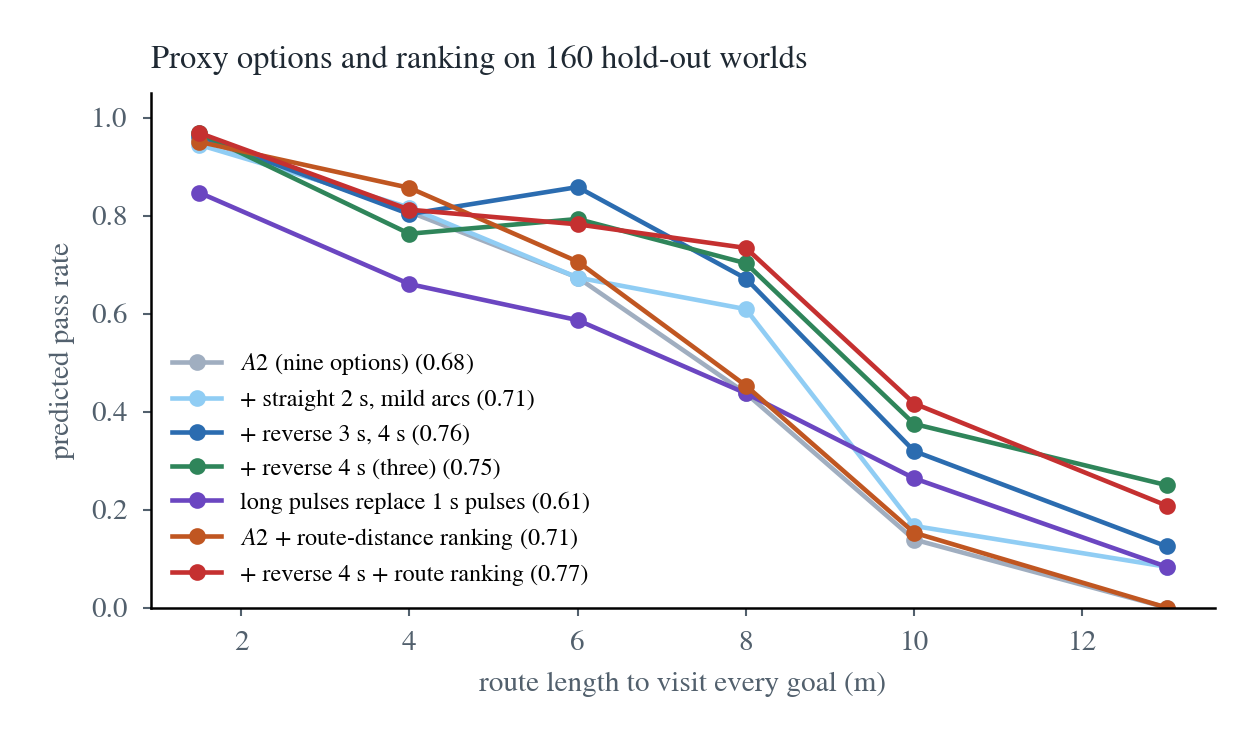 Proxy options and ranking on 160 hold-out worlds
predicted pass rate
1.0
0.8
0.6
0.4
0.2
0.0
A2 (nine options) (0.68)
+ straight 2 s, mild arcs (0.71)
+ reverse 3 s, 4 s (0.76)
+ reverse 4 s (three) (0.75)
long pulses replace 1 s pulses (0.61)
A2 + route-distance ranking (0.71)
+ reverse 4 s + route ranking (0.77)
2 4 6 8 10 12
route length to visit every goal (m)